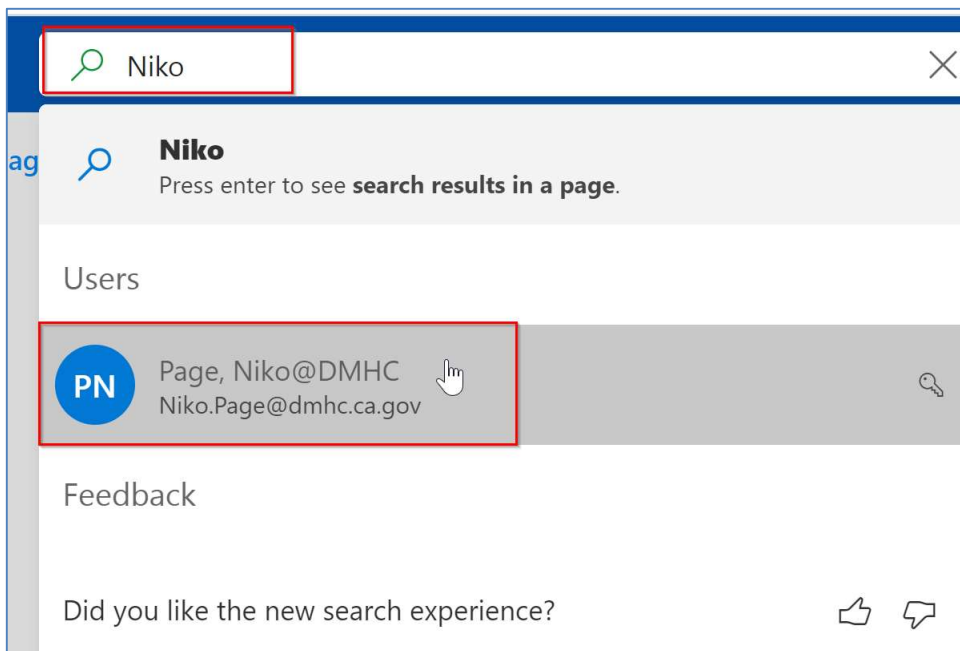 Niko
Niko
ag
Press enter to see search results in a page.
Users
PN
Page, Niko@DMHC
Niko.Page@dmhc.ca.gov
Feedback
Did you like the new search experience?